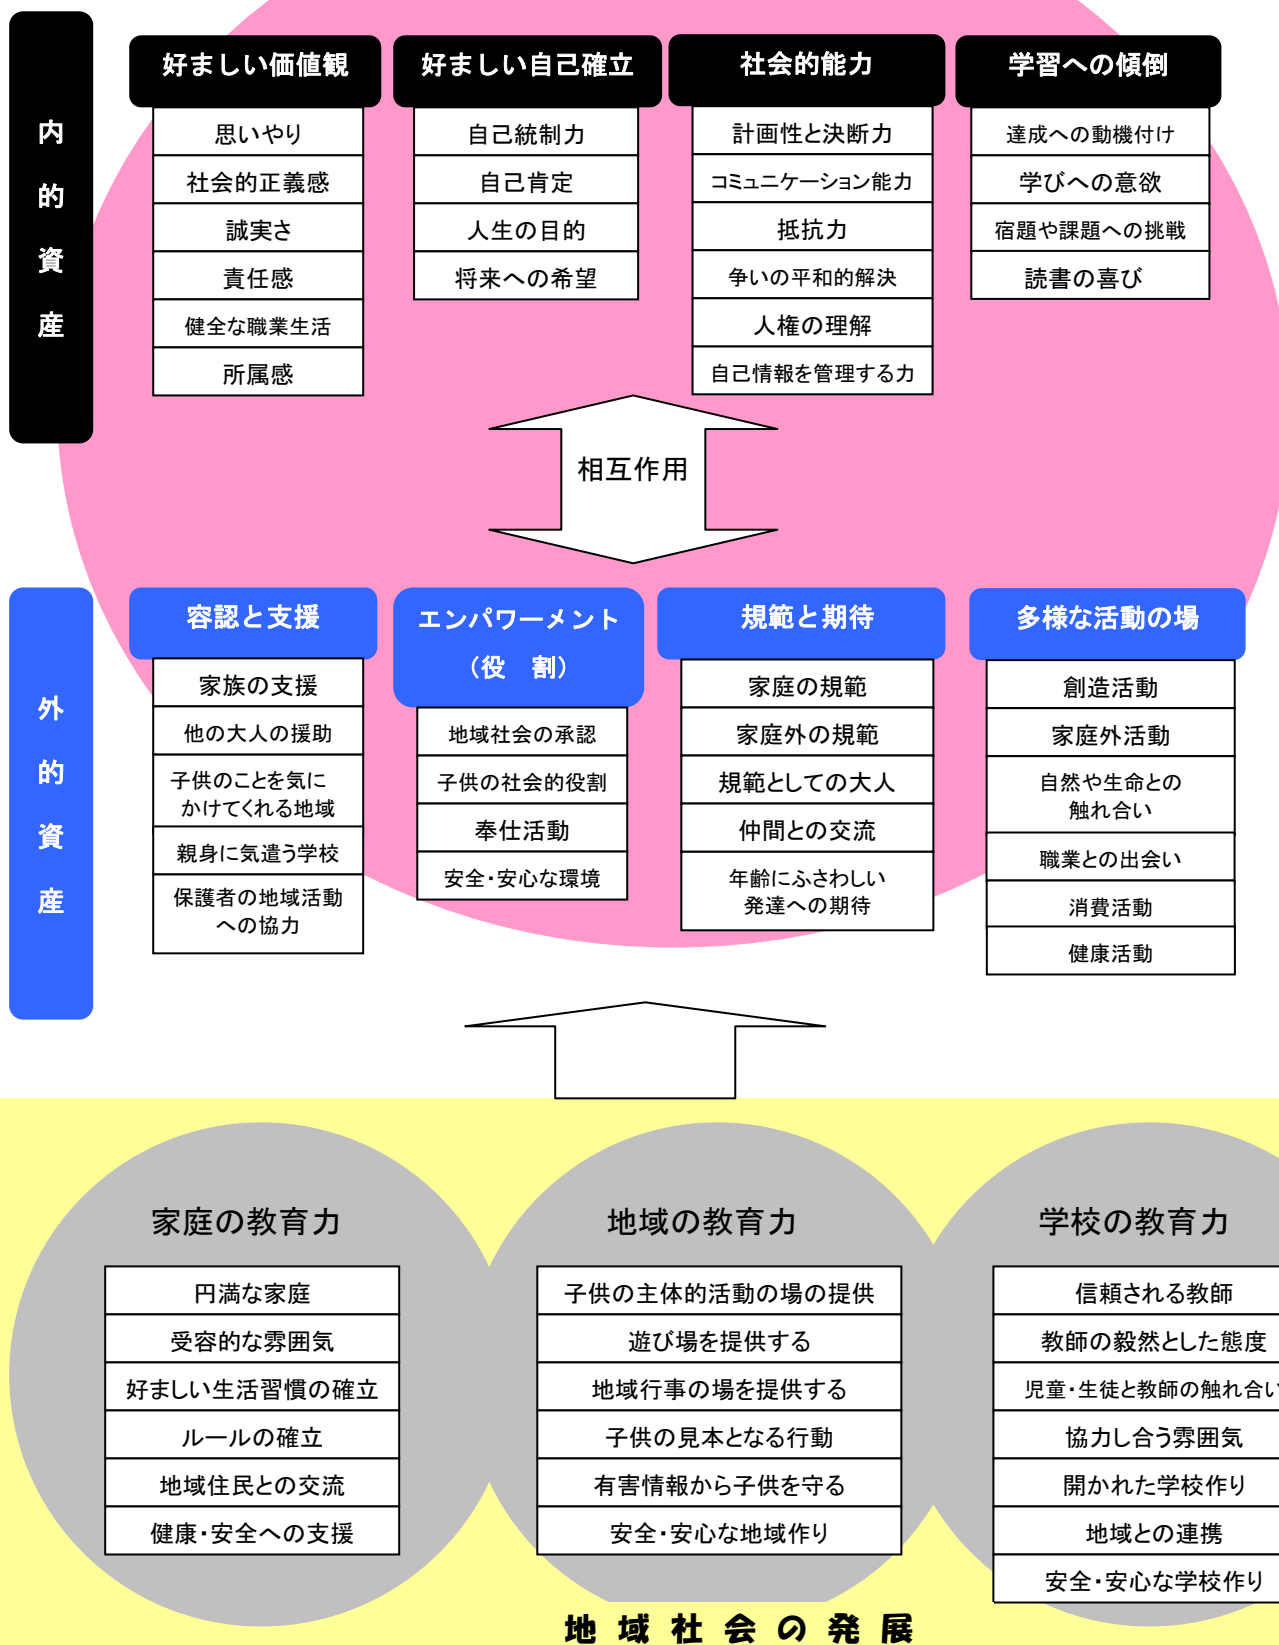 内的資産
好ましい価値観
思いやり
社会的正義感
誠実さ
責任感
健全な職業生活
所属感
好ましい自己確立
自己統制力
自己肯定
人生の目的
将来への希望
社会的能力
計画性と決断力
コミュニケーション能力
抵抗力
争いの平和的解決
人権の理解
自己情報を管理する力
学習への傾倒
達成への動機付け
学びへの意欲
宿題や課題への挑戦
読書の喜び
相互作用
外的資産
容認と支援
家族の支援
他の大人の援助
子供のことを気に
かけてくれる地域
親身に気遣う学校
保護者の地域活動
への協力
エンパワーメント
（役　割）
地域社会の承認
子供の社会的役割
奉仕活動
安全・安心な環境
規範と期待
家庭の規範
家庭外の規範
規範としての大人
仲間との交流
年齢にふさわしい
発達への期待
多様な活動の場
創造活動
家庭外活動
自然や生命との
触れ合い
職業との出会い
消費活動
健康活動
家庭の教育力
円満な家庭
受容的な雰囲気
好ましい生活習慣の確立
ルールの確立
地域住民との交流
健康・安全への支援
地域の教育力
子供の主体的活動の場の提供
遊び場を提供する
地域行事の場を提供する
子供の見本となる行動
有害情報から子供を守る
安全・安心な地域作り
学校の教育力
信頼される教師
教師の毅然とした態度
児童・生徒と教師の触れ合い
協力し合う雰囲気
開かれた学校作り
地域との連携
安全・安心な学校作り
地域社会の発展